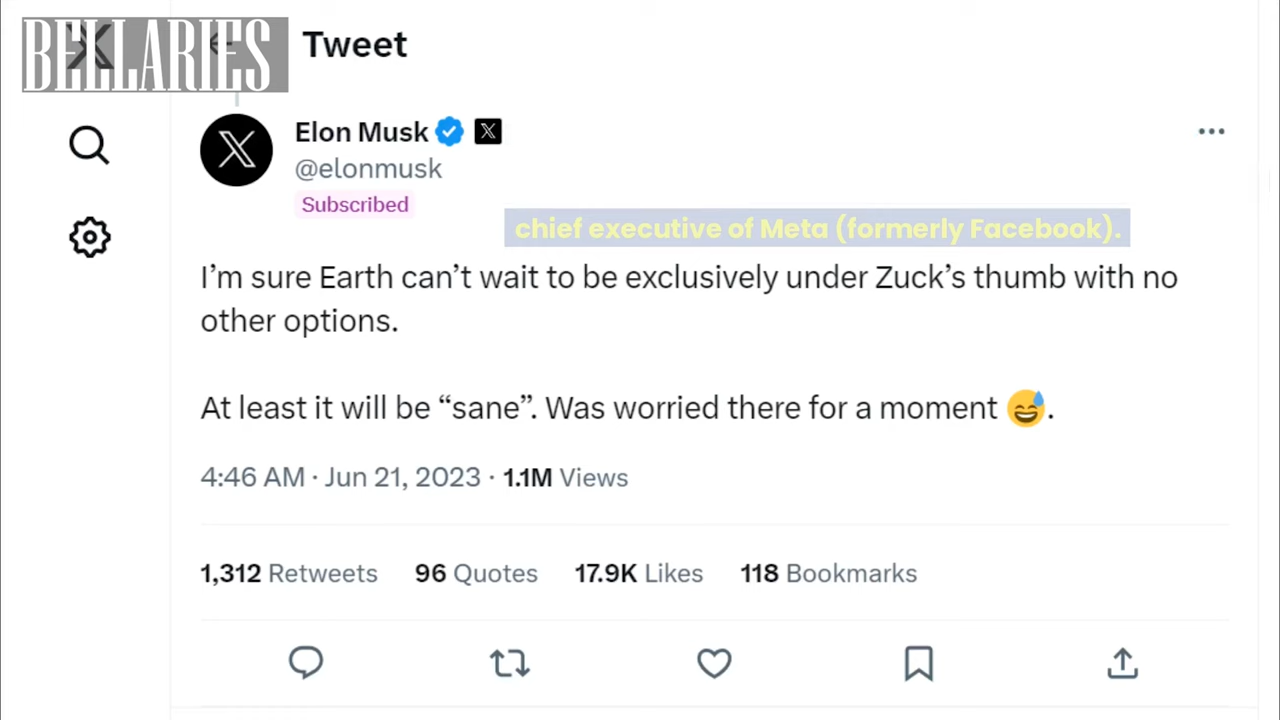 BELLARIES
Tweet
Elon Musk
@elonmusk
Subscribed
chief executive of Meta (formerly Facebook).
I’m sure Earth can’t wait to be exclusively under Zuck’s thumb with no
other options.
At least it will be “sane”. Was worried there for a moment 😅.
4:46 AM · Jun 21, 2023 · 1.1M Views
1,312 Retweets 96 Quotes 17.9K Likes 118 Bookmarks